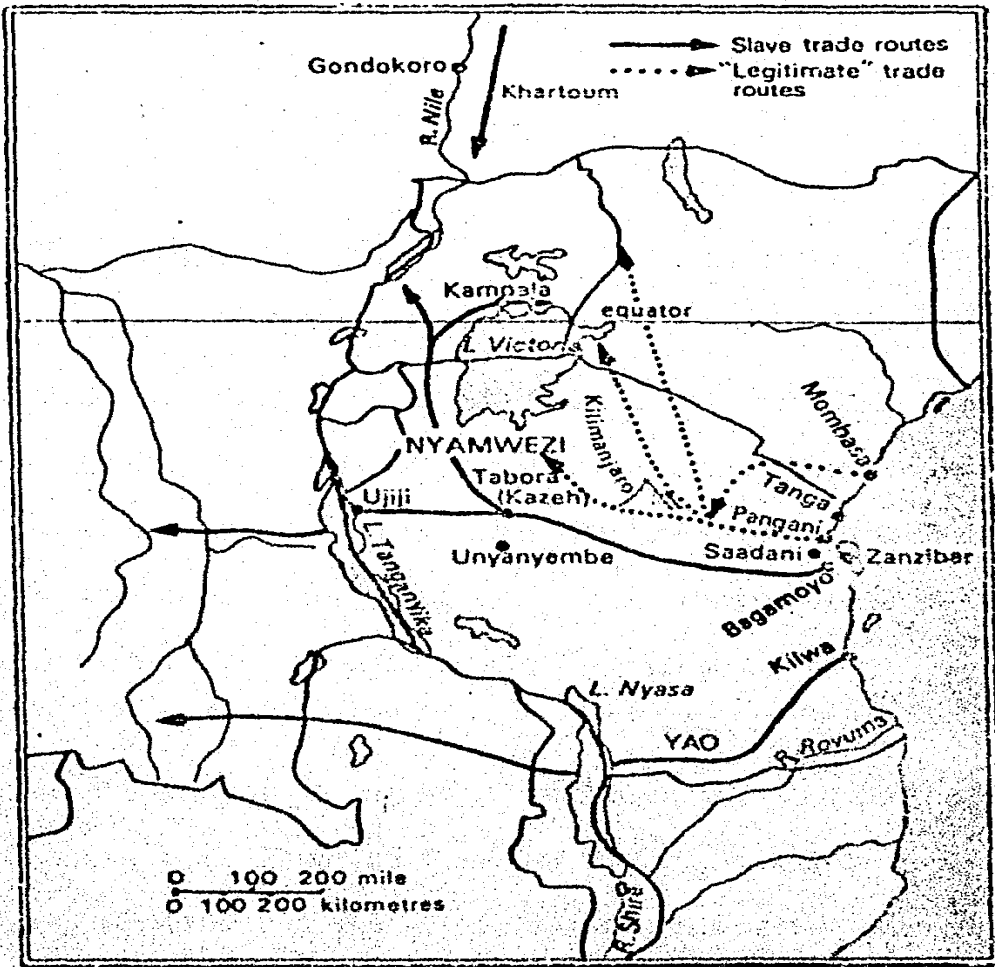 Slave trade routes
"Legitimate" trade
routes
Gondokoro
Khartoum
R. Nile
Kampala
equator
L. Victoria
Mombasa
Kilimanjaro
NYAMWEZI
Tabora
(Kazeh)
Tanga
Ujiji
Pangani
Unyanyembe
Saadani
Zanzibar
L. Tanganyika
Bagamoyo
Kilwa
L. Nyasa
YAO
R. Rovuma
0 100 200 mile
0 100 200 kilometres
R. Shire